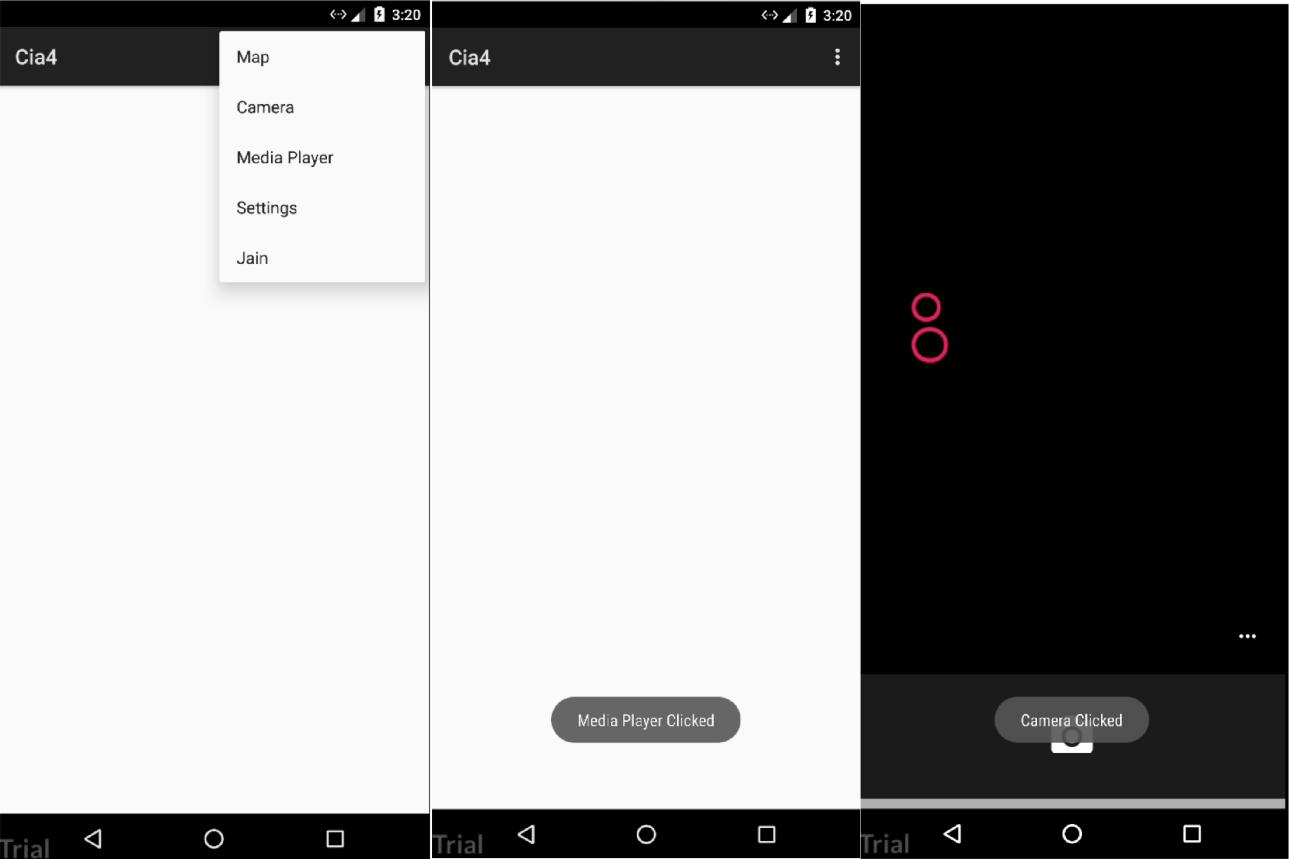 3:20
Cia4
Map
Camera
Media Player
Settings
Jain
Trial
3:20
Cia4
Media Player Clicked
Trial
Camera Clicked
Trial